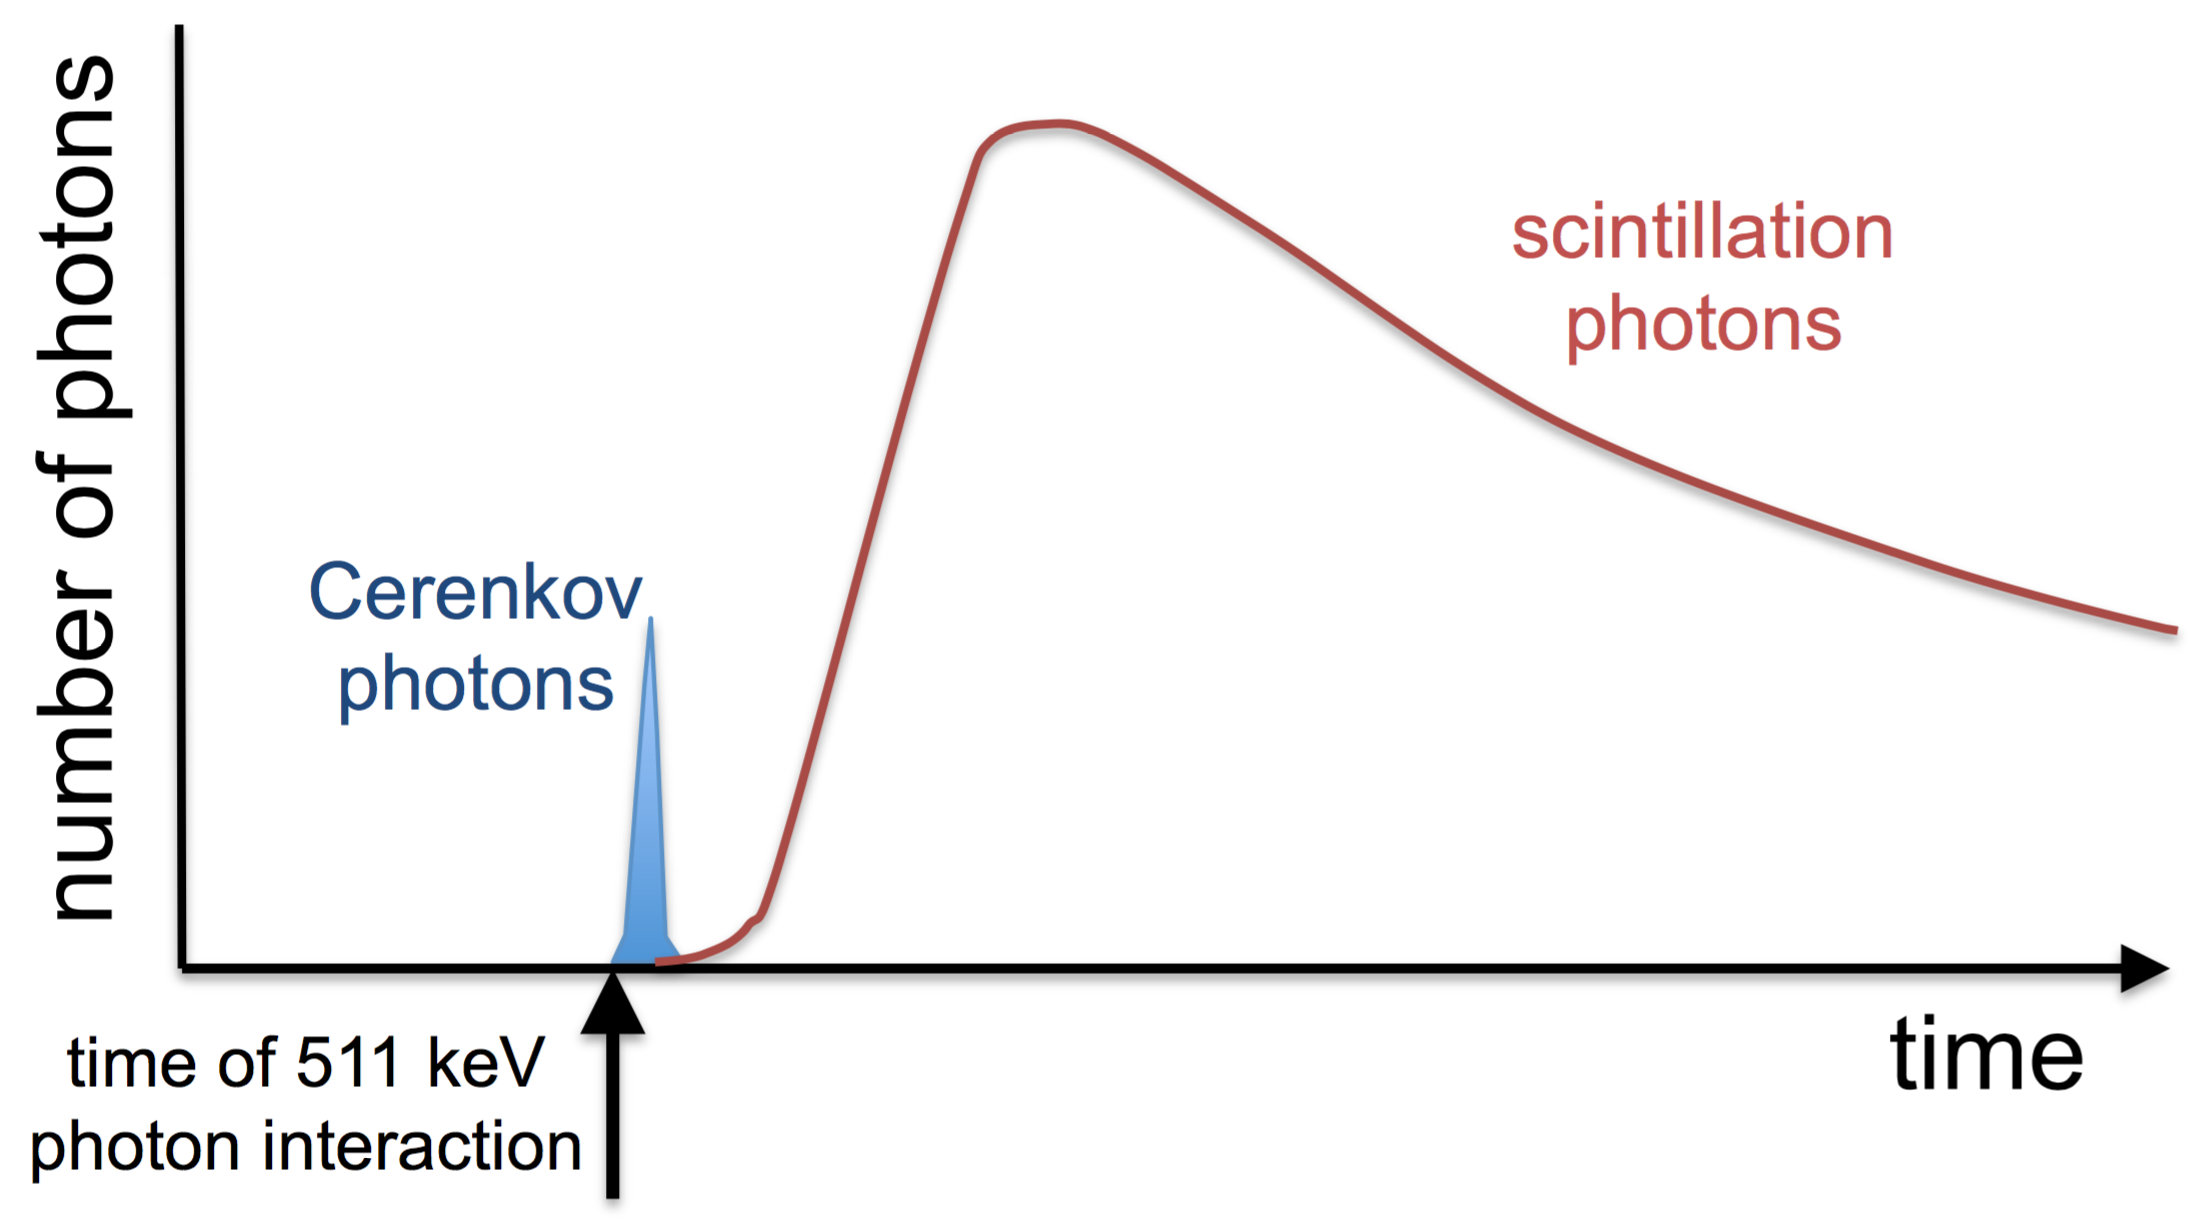 number of photons
scintillation
photons
Cerenkov
photons
time of 511 keV
photon interaction
time